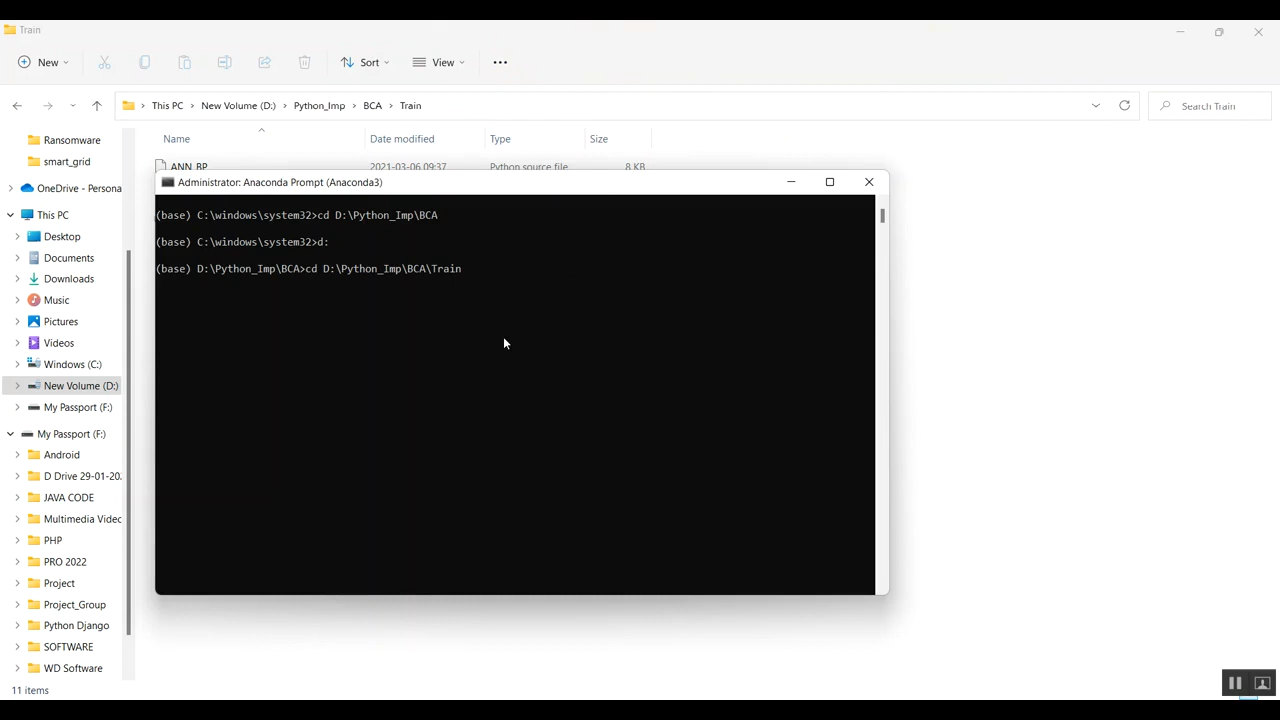 Train
New
Sort
View
This PC
New Volume (D:)
Python_Imp
BCA
Train
Search Train
Name
Date modified
Type
Size
Ransomware
smart_grid
OneDrive - Persona
This PC
Desktop
Documents
Downloads
Music
Pictures
Videos
Windows (C:)
New Volume (D:)
My Passport (F:)
My Passport (F:)
Android
D Drive 29-01-20
JAVA CODE
Multimedia Videc
PHP
PRO 2022
Project
Project_Group
Python Django
SOFTWARE
WD Software
11 items
ANN_BP 2021-03-06 09:37 Python source file 8 KB
Administrator: Anaconda Prompt (Anaconda3)
(base) C:\windows\system32>cd D:\Python_Imp\BCA
(base) C:\windows\system32>d:
(base) D:\Python_Imp\BCA>cd D:\Python_Imp\BCA\Train